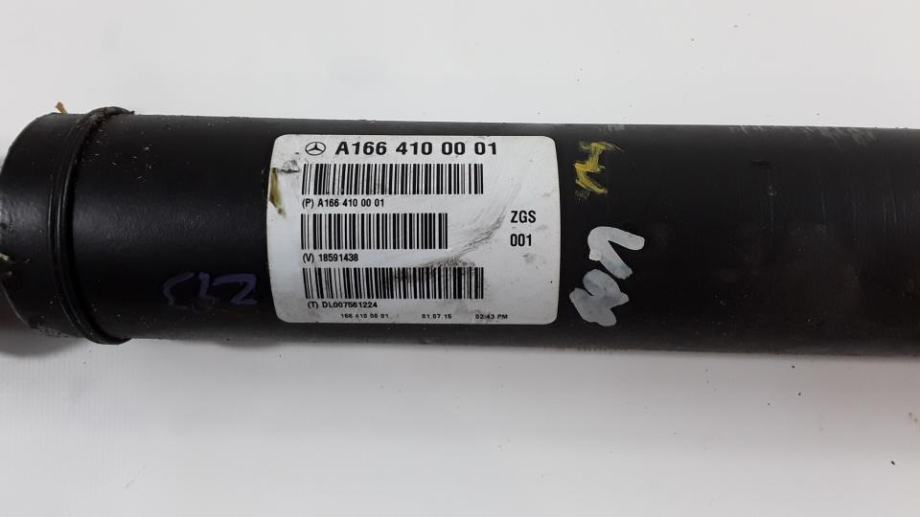 A166 410 00 01
(P) A166 410 00 01
ZGS
001
(V) 18591438
(T) DL007561224
166 410 00 01 01.07.15 02:43 PM